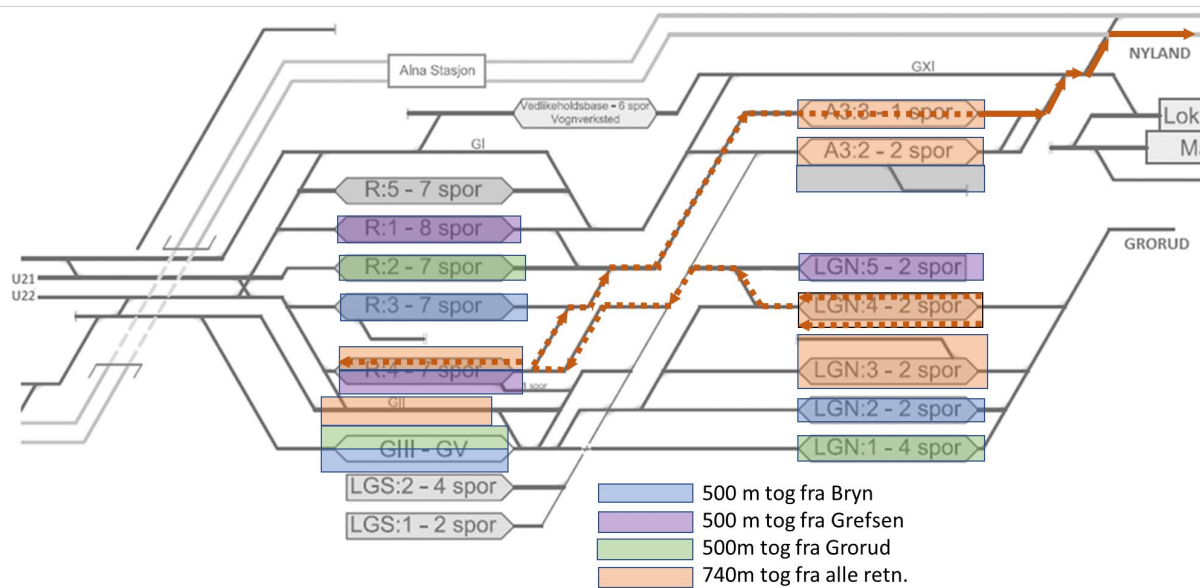 Alna Stasjon
NYLAND
GXI
Vedlikeholdsbase - 6 spor
Vognverksted
A3:3 - 1 spor
Lok
GI
A3:2 - 2 spor
Ma
R:5 - 7 spor
R:1 - 8 spor
GRORUD
U21
R:2 - 7 spor
LGN:5 - 2 spor
U22
R:3 - 7 spor
LGN:4 - 2 spor
R:4 - 7 spor
LGN:3 - 2 spor
1 spor
GII
LGN:2 - 2 spor
GIII - GV
LGN:1 - 4 spor
LGS:2 - 4 spor
LGS:1 - 2 spor
500 m tog fra Bryn
500 m tog fra Grefsen
500m tog fra Grorud
740m tog fra alle retn.